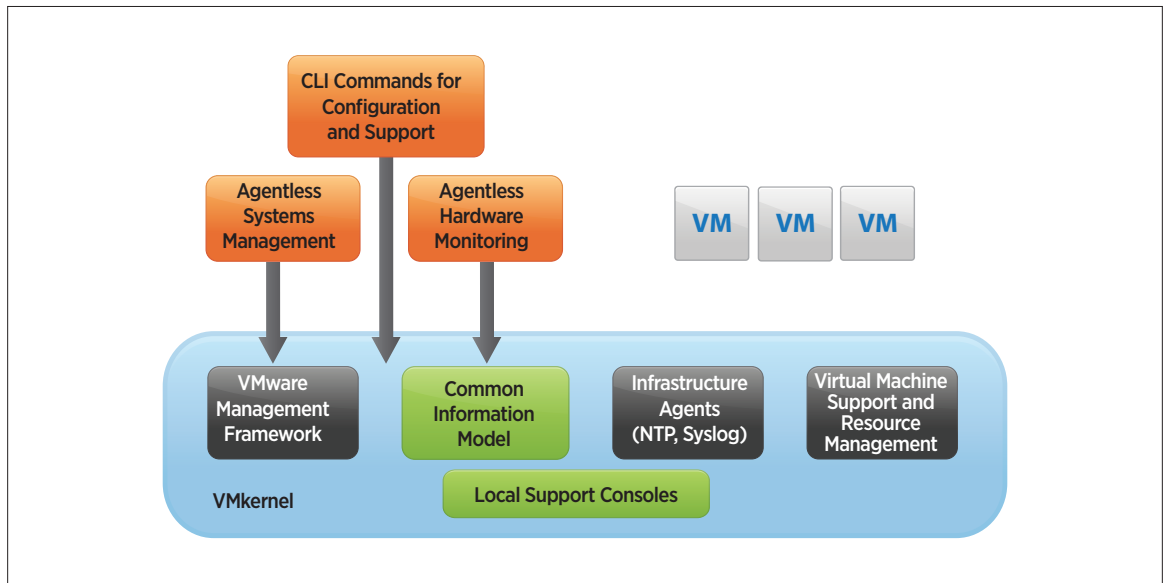 CLI Commands for
Configuration
and Support
Agentless
Systems
Management
Agentless
Hardware
Monitoring
VM
VM
VM
VMware
Management
Framework
Common
Information
Model
Infrastructure
Agents
(NTP, Syslog)
Virtual Machine
Support and
Resource
Management
Local Support Consoles
VMkernel